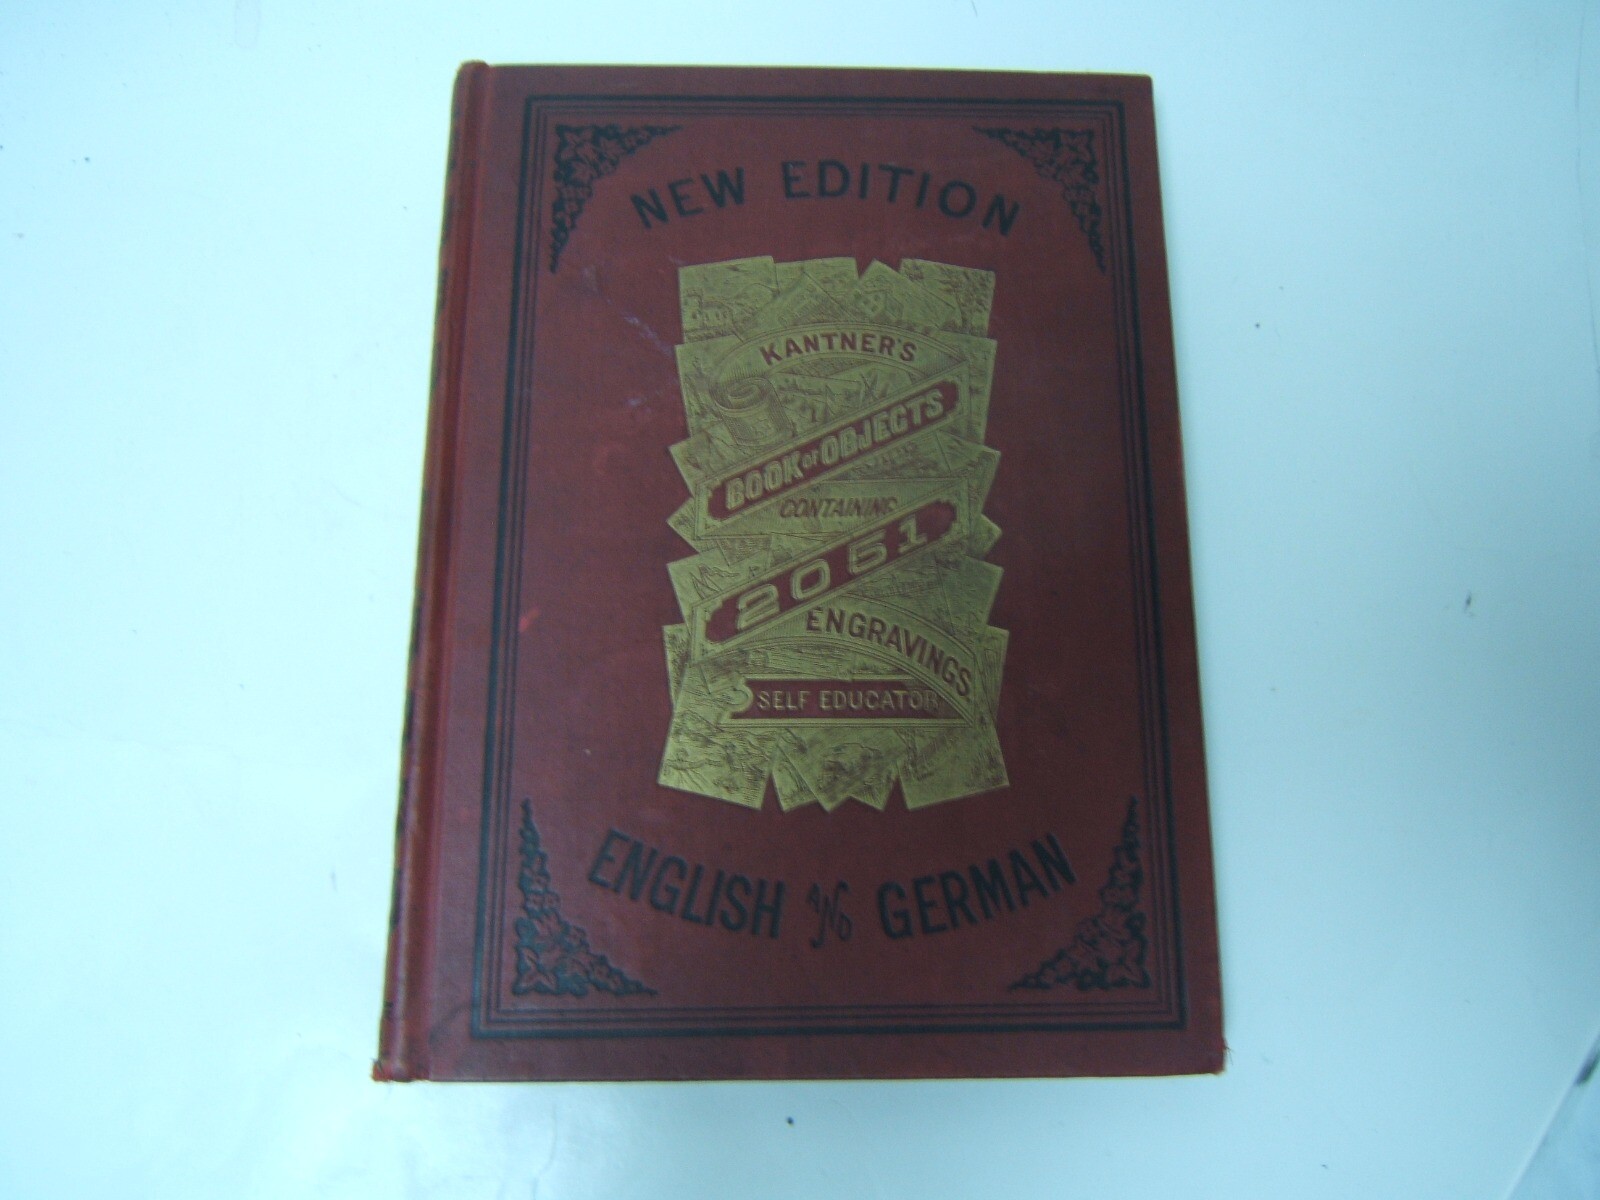 NEW EDITION
KANTNER'S
BOOK OF OBJECTS
CONTAINING
2051
ENGRAVINGS
SELF EDUCATOR
ENGLISH AND GERMAN